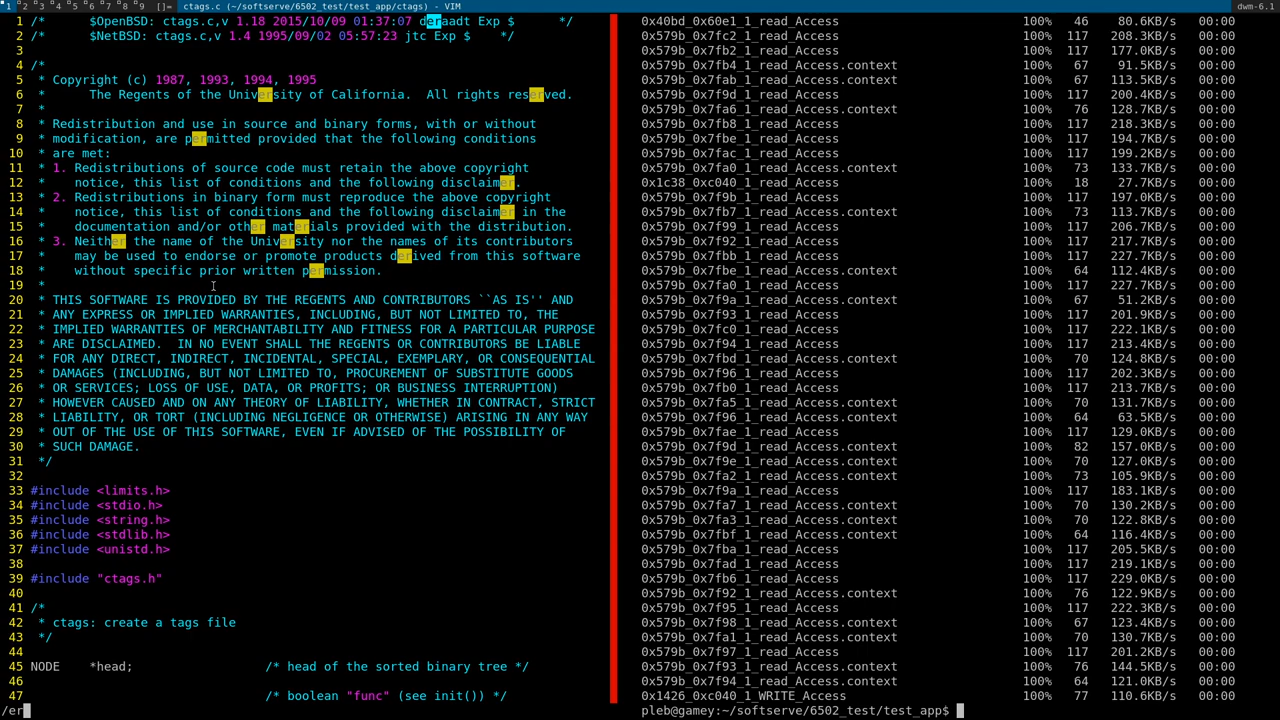 1 2 3 4 5 6 7 8 9 []= ctags.c (~/softserve/6502_test/test_app/ctags) - VIM dwm-6.1
1 /* $OpenBSD: ctags.c,v 1.18 2015/10/09 01:37:07 deraadt Exp $ */
2 /* $NetBSD: ctags.c,v 1.4 1995/09/02 05:57:23 jtc Exp $ */
3
4 /*
5 * Copyright (c) 1987, 1993, 1994, 1995
6 * The Regents of the University of California. All rights reserved.
7 *
8 * Redistribution and use in source and binary forms, with or without
9 * modification, are permitted provided that the following conditions
10 * are met:
11 * 1. Redistributions of source code must retain the above copyright
12 * notice, this list of conditions and the following disclaimer.
13 * 2. Redistributions in binary form must reproduce the above copyright
14 * notice, this list of conditions and the following disclaimer in the
15 * documentation and/or other materials provided with the distribution.
16 * 3. Neither the name of the University nor the names of its contributors
17 * may be used to endorse or promote products derived from this software
18 * without specific prior written permission.
19 *
20 * THIS SOFTWARE IS PROVIDED BY THE REGENTS AND CONTRIBUTORS ``AS IS'' AND
21 * ANY EXPRESS OR IMPLIED WARRANTIES, INCLUDING, BUT NOT LIMITED TO, THE
22 * IMPLIED WARRANTIES OF MERCHANTABILITY AND FITNESS FOR A PARTICULAR PURPOSE
23 * ARE DISCLAIMED. IN NO EVENT SHALL THE REGENTS OR CONTRIBUTORS BE LIABLE
24 * FOR ANY DIRECT, INDIRECT, INCIDENTAL, SPECIAL, EXEMPLARY, OR CONSEQUENTIAL
25 * DAMAGES (INCLUDING, BUT NOT LIMITED TO, PROCUREMENT OF SUBSTITUTE GOODS
26 * OR SERVICES; LOSS OF USE, DATA, OR PROFITS; OR BUSINESS INTERRUPTION)
27 * HOWEVER CAUSED AND ON ANY THEORY OF LIABILITY, WHETHER IN CONTRACT, STRICT
28 * LIABILITY, OR TORT (INCLUDING NEGLIGENCE OR OTHERWISE) ARISING IN ANY WAY
29 * OUT OF THE USE OF THIS SOFTWARE, EVEN IF ADVISED OF THE POSSIBILITY OF
30 * SUCH DAMAGE.
31 */
32
33 #include <limits.h>
34 #include <stdio.h>
35 #include <string.h>
36 #include <stdlib.h>
37 #include <unistd.h>
38
39 #include "ctags.h"
40
41 /*
42 * ctags: create a tags file
43 */
44
45 NODE *head; /* head of the sorted binary tree */
46
47 /* boolean "func" (see init()) */
/er
0x40bd_0x60e1_1_read_Access 100% 46 80.6KB/s 00:00
0x579b_0x7fc2_1_read_Access 100% 117 208.3KB/s 00:00
0x579b_0x7fb2_1_read_Access 100% 117 177.0KB/s 00:00
0x579b_0x7fb4_1_read_Access.context 100% 67 91.5KB/s 00:00
0x579b_0x7fab_1_read_Access.context 100% 67 113.5KB/s 00:00
0x579b_0x7f9d_1_read_Access 100% 117 200.4KB/s 00:00
0x579b_0x7fa6_1_read_Access.context 100% 76 128.7KB/s 00:00
0x579b_0x7fb8_1_read_Access 100% 117 218.3KB/s 00:00
0x579b_0x7fbe_1_read_Access 100% 117 194.7KB/s 00:00
0x579b_0x7fac_1_read_Access 100% 117 199.2KB/s 00:00
0x579b_0x7fa0_1_read_Access.context 100% 73 133.7KB/s 00:00
0x1c38_0xc040_1_read_Access 100% 18 27.7KB/s 00:00
0x579b_0x7f9b_1_read_Access 100% 117 197.0KB/s 00:00
0x579b_0x7fb7_1_read_Access.context 100% 73 113.7KB/s 00:00
0x579b_0x7f99_1_read_Access 100% 117 206.7KB/s 00:00
0x579b_0x7f92_1_read_Access 100% 117 217.7KB/s 00:00
0x579b_0x7fbb_1_read_Access 100% 117 227.7KB/s 00:00
0x579b_0x7fbe_1_read_Access.context 100% 64 112.4KB/s 00:00
0x579b_0x7fa0_1_read_Access 100% 117 227.7KB/s 00:00
0x579b_0x7f9a_1_read_Access.context 100% 67 51.2KB/s 00:00
0x579b_0x7f93_1_read_Access 100% 117 201.9KB/s 00:00
0x579b_0x7fc0_1_read_Access 100% 117 222.1KB/s 00:00
0x579b_0x7f94_1_read_Access 100% 117 213.4KB/s 00:00
0x579b_0x7fbd_1_read_Access.context 100% 70 124.8KB/s 00:00
0x579b_0x7f96_1_read_Access 100% 117 202.3KB/s 00:00
0x579b_0x7fb0_1_read_Access 100% 117 213.7KB/s 00:00
0x579b_0x7fa5_1_read_Access.context 100% 70 131.7KB/s 00:00
0x579b_0x7f96_1_read_Access.context 100% 64 63.5KB/s 00:00
0x579b_0x7fae_1_read_Access 100% 117 129.0KB/s 00:00
0x579b_0x7f9d_1_read_Access.context 100% 82 157.0KB/s 00:00
0x579b_0x7f9e_1_read_Access.context 100% 70 127.0KB/s 00:00
0x579b_0x7fa2_1_read_Access.context 100% 73 105.9KB/s 00:00
0x579b_0x7f9a_1_read_Access 100% 117 183.1KB/s 00:00
0x579b_0x7fa7_1_read_Access.context 100% 70 130.2KB/s 00:00
0x579b_0x7fa3_1_read_Access.context 100% 70 122.8KB/s 00:00
0x579b_0x7fbf_1_read_Access.context 100% 64 116.4KB/s 00:00
0x579b_0x7fba_1_read_Access 100% 117 205.5KB/s 00:00
0x579b_0x7fad_1_read_Access 100% 117 219.1KB/s 00:00
0x579b_0x7fb6_1_read_Access 100% 117 229.0KB/s 00:00
0x579b_0x7f92_1_read_Access.context 100% 76 122.9KB/s 00:00
0x579b_0x7f95_1_read_Access 100% 117 222.3KB/s 00:00
0x579b_0x7f98_1_read_Access.context 100% 67 123.4KB/s 00:00
0x579b_0x7fa1_1_read_Access.context 100% 70 130.7KB/s 00:00
0x579b_0x7f97_1_read_Access 100% 117 201.2KB/s 00:00
0x579b_0x7f93_1_read_Access.context 100% 76 144.5KB/s 00:00
0x579b_0x7f94_1_read_Access.context 100% 64 121.0KB/s 00:00
0x1426_0xc040_1_WRITE_Access 100% 77 110.6KB/s 00:00
pleb@gamey:~/softserve/6502_test/test_app$